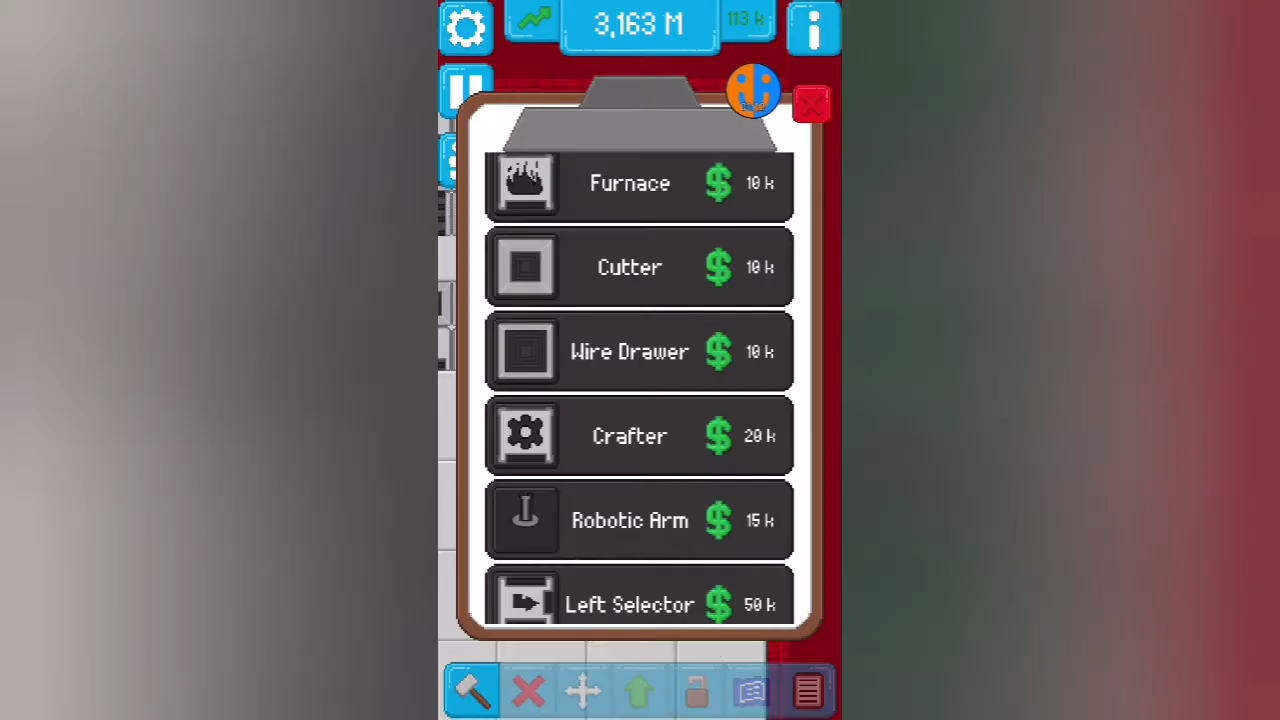 3,163 M
113 k
Furnace $ 10 k
Cutter $ 10 k
Wire Drawer $ 10 k
Crafter $ 20 k
Robotic Arm $ 15 k
Left Selector $ 50 k